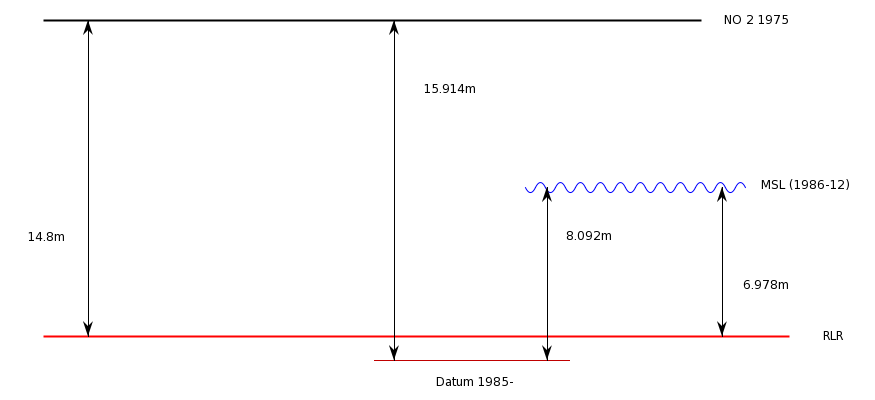 NO 2 1975
15.914m
MSL (1986-12)
14.8m
8.092m
6.978m
RLR
Datum 1985-